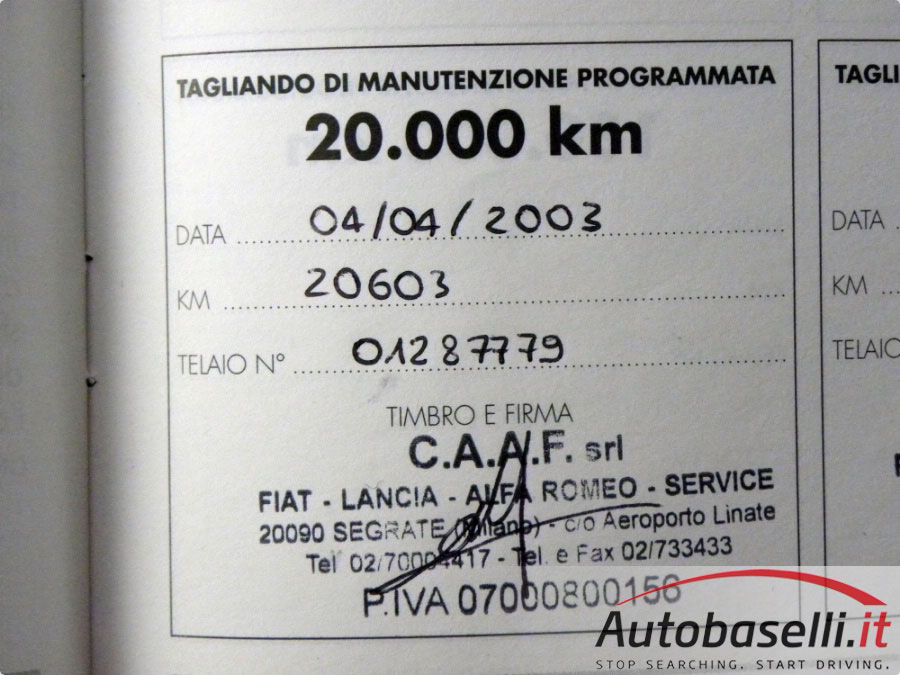 TAGLIANDO DI MANUTENZIONE PROGRAMMATA
20.000 km
DATA 04/04/2003
KM 20603
TELAIO N° 01287779
TIMBRO E FIRMA
C.A.A.F. srl
FIAT - LANCIA - ALFA ROMEO - SERVICE
20090 SEGRATE (Milano) - c/o Aeroporto Linate
Tel 02/70004417 - Tel. e Fax 02/733433
P.IVA 07000800156
TAGLI
DATA
KM
TELAIO
Autobaselli.it
STOP SEARCHING. START DRIVING.